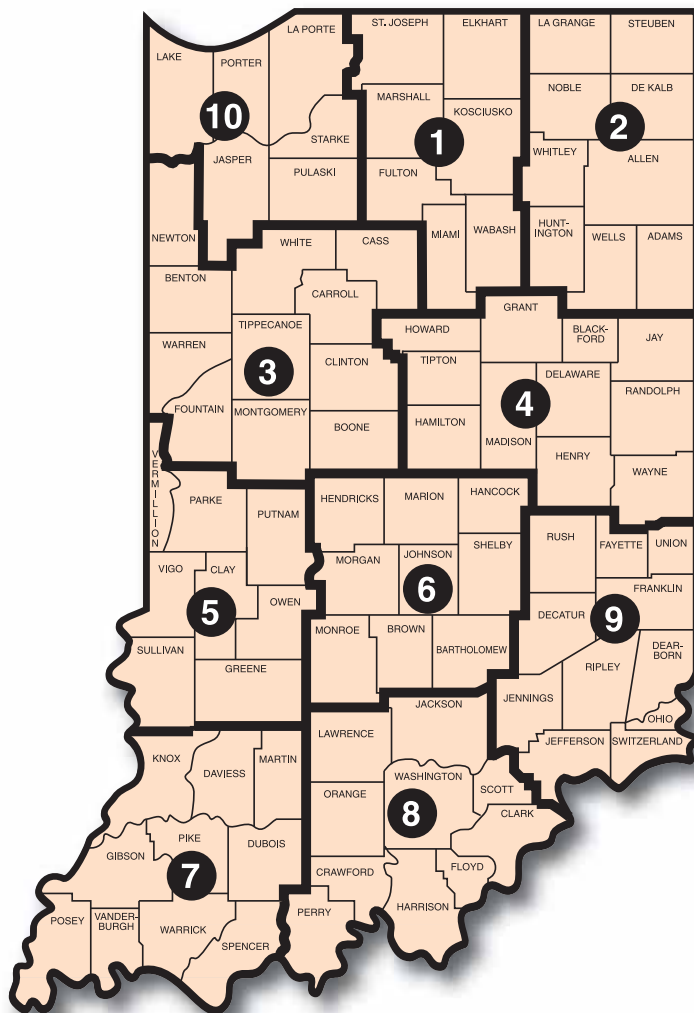 LA PORTE
ST. JOSEPH
ELKHART
LA GRANGE
STEUBEN
LAKE
PORTER
MARSHALL
NOBLE
DE KALB
10
KOSCIUSKO
1
2
STARKE
JASPER
WHITLEY
ALLEN
PULASKI
FULTON
NEWTON
WHITE
CASS
MIAMI
WABASH
HUNT-
INGTON
WELLS
ADAMS
BENTON
CARROLL
GRANT
TIPPECANOE
HOWARD
BLACK-
FORD
JAY
WARREN
CLINTON
TIPTON
DELAWARE
3
RANDOLPH
FOUNTAIN
MONTGOMERY
BOONE
HAMILTON
4
MADISON
HENRY
WAYNE
VERMILLION
PARKE
PUTNAM
HENDRICKS
MARION
HANCOCK
RUSH
FAYETTE
UNION
VIGO
CLAY
MORGAN
JOHNSON
SHELBY
5
OWEN
6
FRANKLIN
9
DECATUR
SULLIVAN
GREENE
MONROE
BROWN
BARTHOLOMEW
RIPLEY
DEAR-
BORN
JENNINGS
JACKSON
OHIO
LAWRENCE
JEFFERSON
SWITZERLAND
KNOX
DAVIESS
MARTIN
ORANGE
WASHINGTON
SCOTT
8
CLARK
PIKE
DUBOIS
GIBSON
7
CRAWFORD
FLOYD
POSEY
VANDER-
BURGH
WARRICK
SPENCER
PERRY
HARRISON